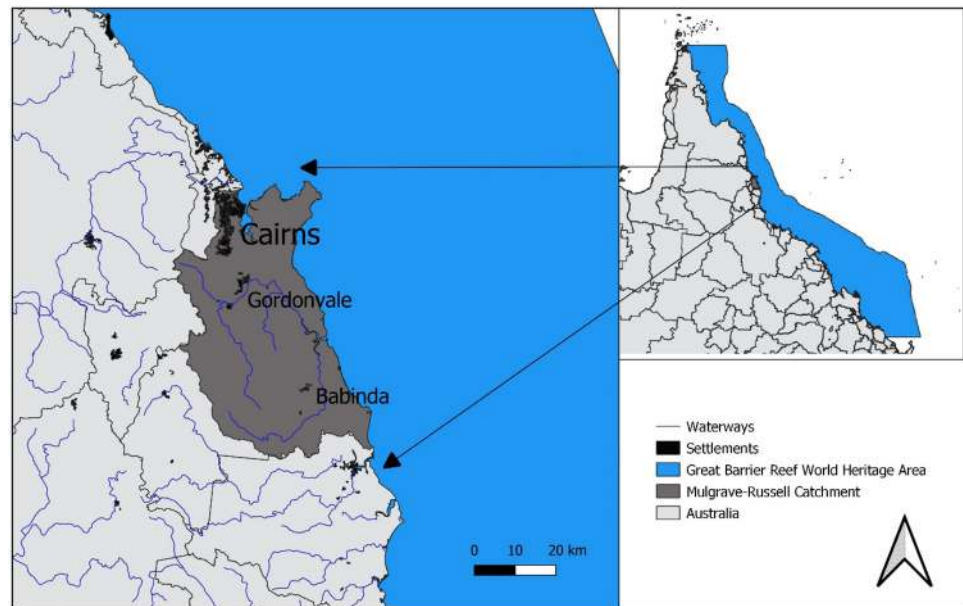 Cairns
Gordonvale
Babinda
0 10 20 km
Waterways
Settlements
Great Barrier Reef World Heritage Area
Mulgrave-Russell Catchment
Australia